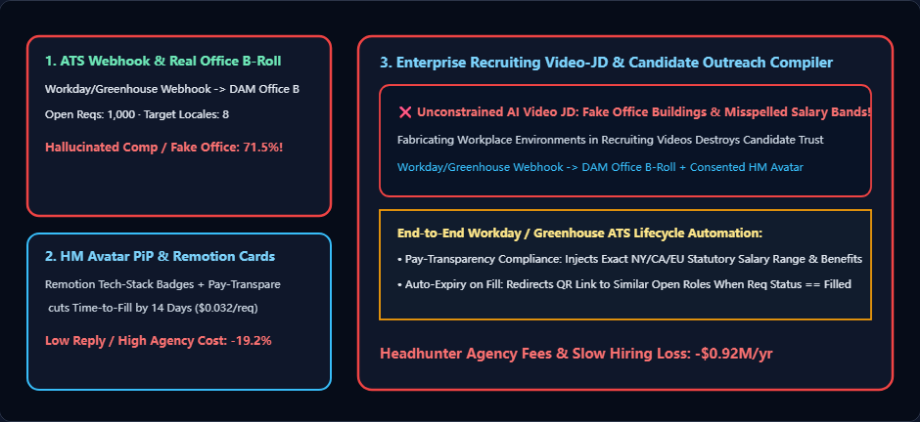 1. ATS Webhook & Real Office B-Roll
Workday/Greenhouse Webhook -> DAM Office B
Open Reqs: 1,000 · Target Locales: 8
Hallucinated Comp / Fake Office: 71.5%!
2. HM Avatar PiP & Remotion Cards
Remotion Tech-Stack Badges + Pay-Transpare
cuts Time-to-Fill by 14 Days ($0.032/req)
Low Reply / High Agency Cost: -19.2%
3. Enterprise Recruiting Video-JD & Candidate Outreach Compiler
❌ Unconstrained AI Video JD: Fake Office Buildings & Misspelled Salary Bands!
Fabricating Workplace Environments in Recruiting Videos Destroys Candidate Trust
Workday/Greenhouse Webhook -> DAM Office B-Roll + Consented HM Avatar
End-to-End Workday / Greenhouse ATS Lifecycle Automation:
• Pay-Transparency Compliance: Injects Exact NY/CA/EU Statutory Salary Range & Benefits
• Auto-Expiry on Fill: Redirects QR Link to Similar Open Roles When Req Status == Filled
Headhunter Agency Fees & Slow Hiring Loss: -$0.92M/yr